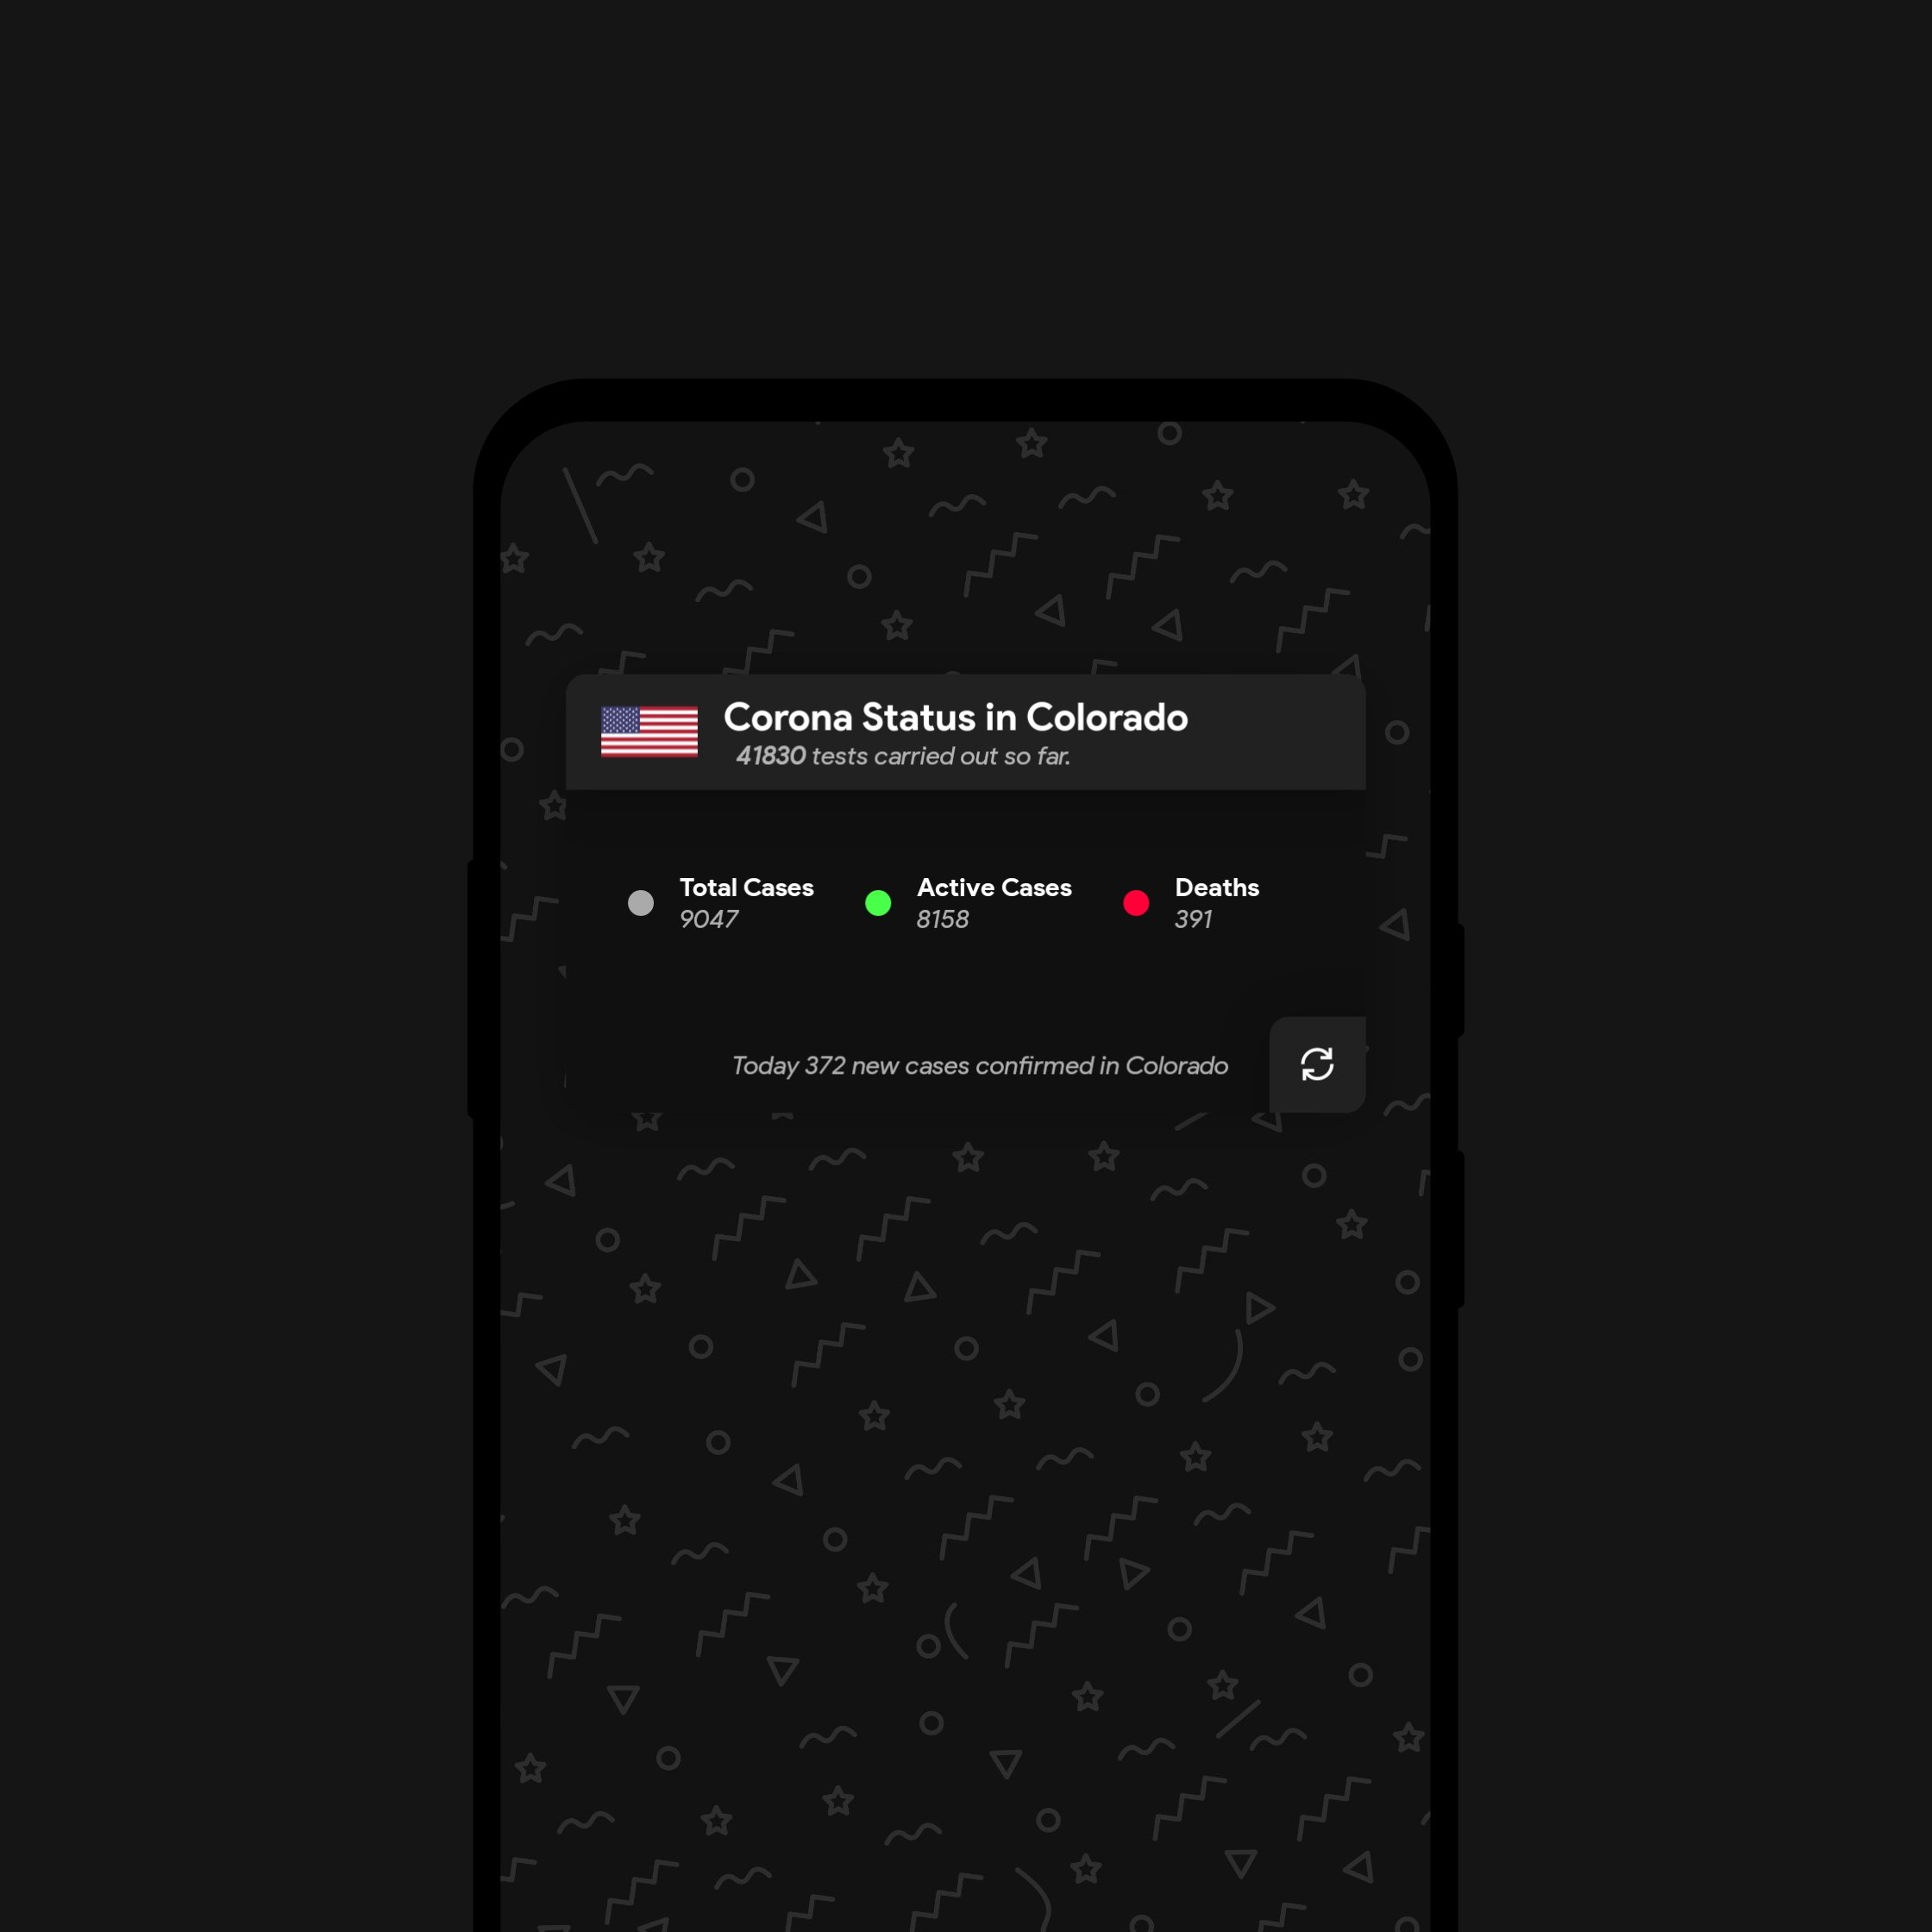 Corona Status in Colorado
41830 tests carried out so far.
Total Cases
9047
Active Cases
8158
Deaths
391
Today 372 new cases confirmed in Colorado